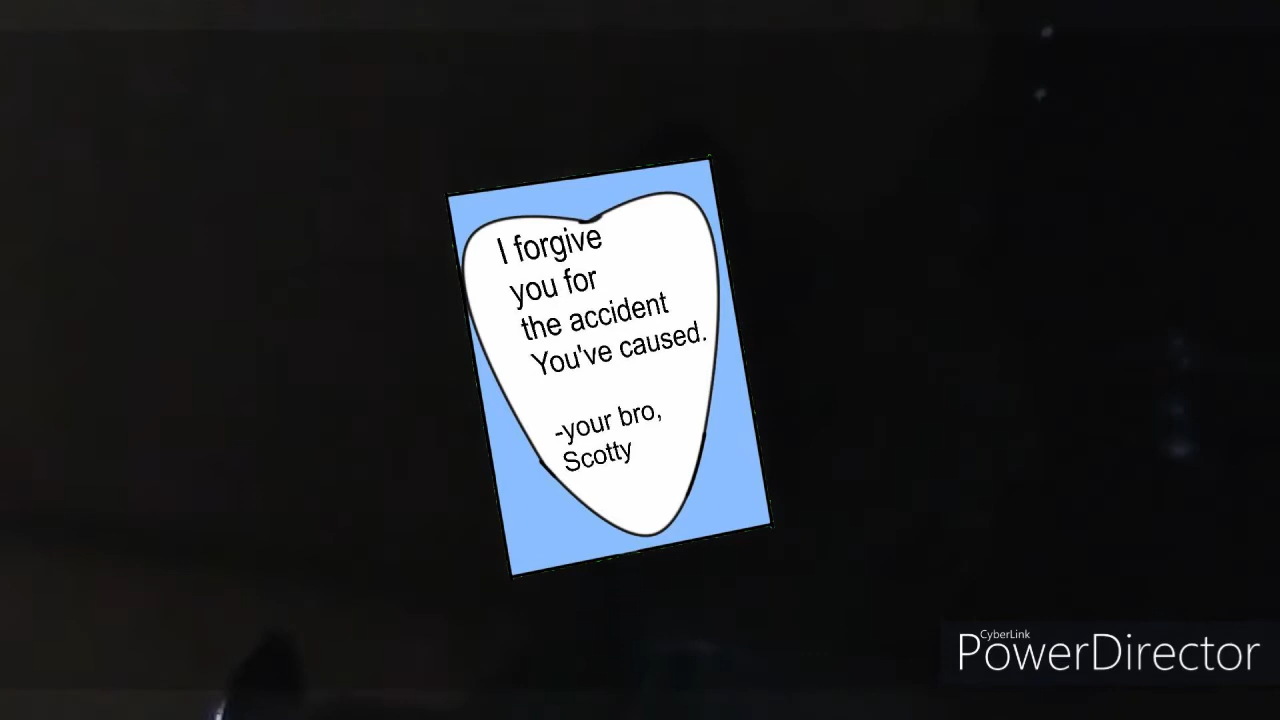 I forgive
you for
the accident
You've caused.
-your bro,
Scotty
CyberLink
PowerDirector